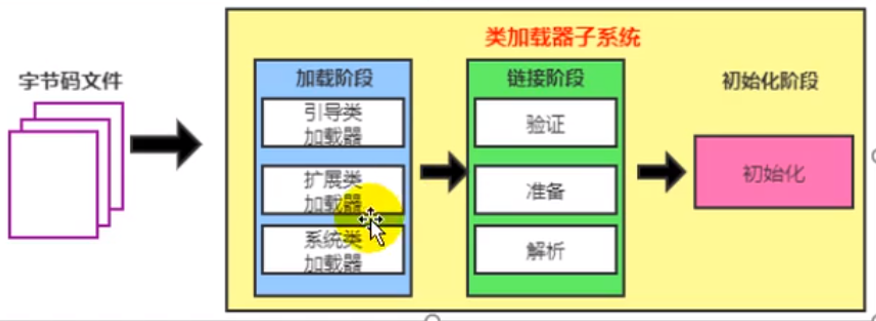 类加载器子系统
字节码文件
加载阶段
引导类
加载器
扩展类
加载器
系统类
加载器
链接阶段
验证
准备
解析
初始化阶段
初始化